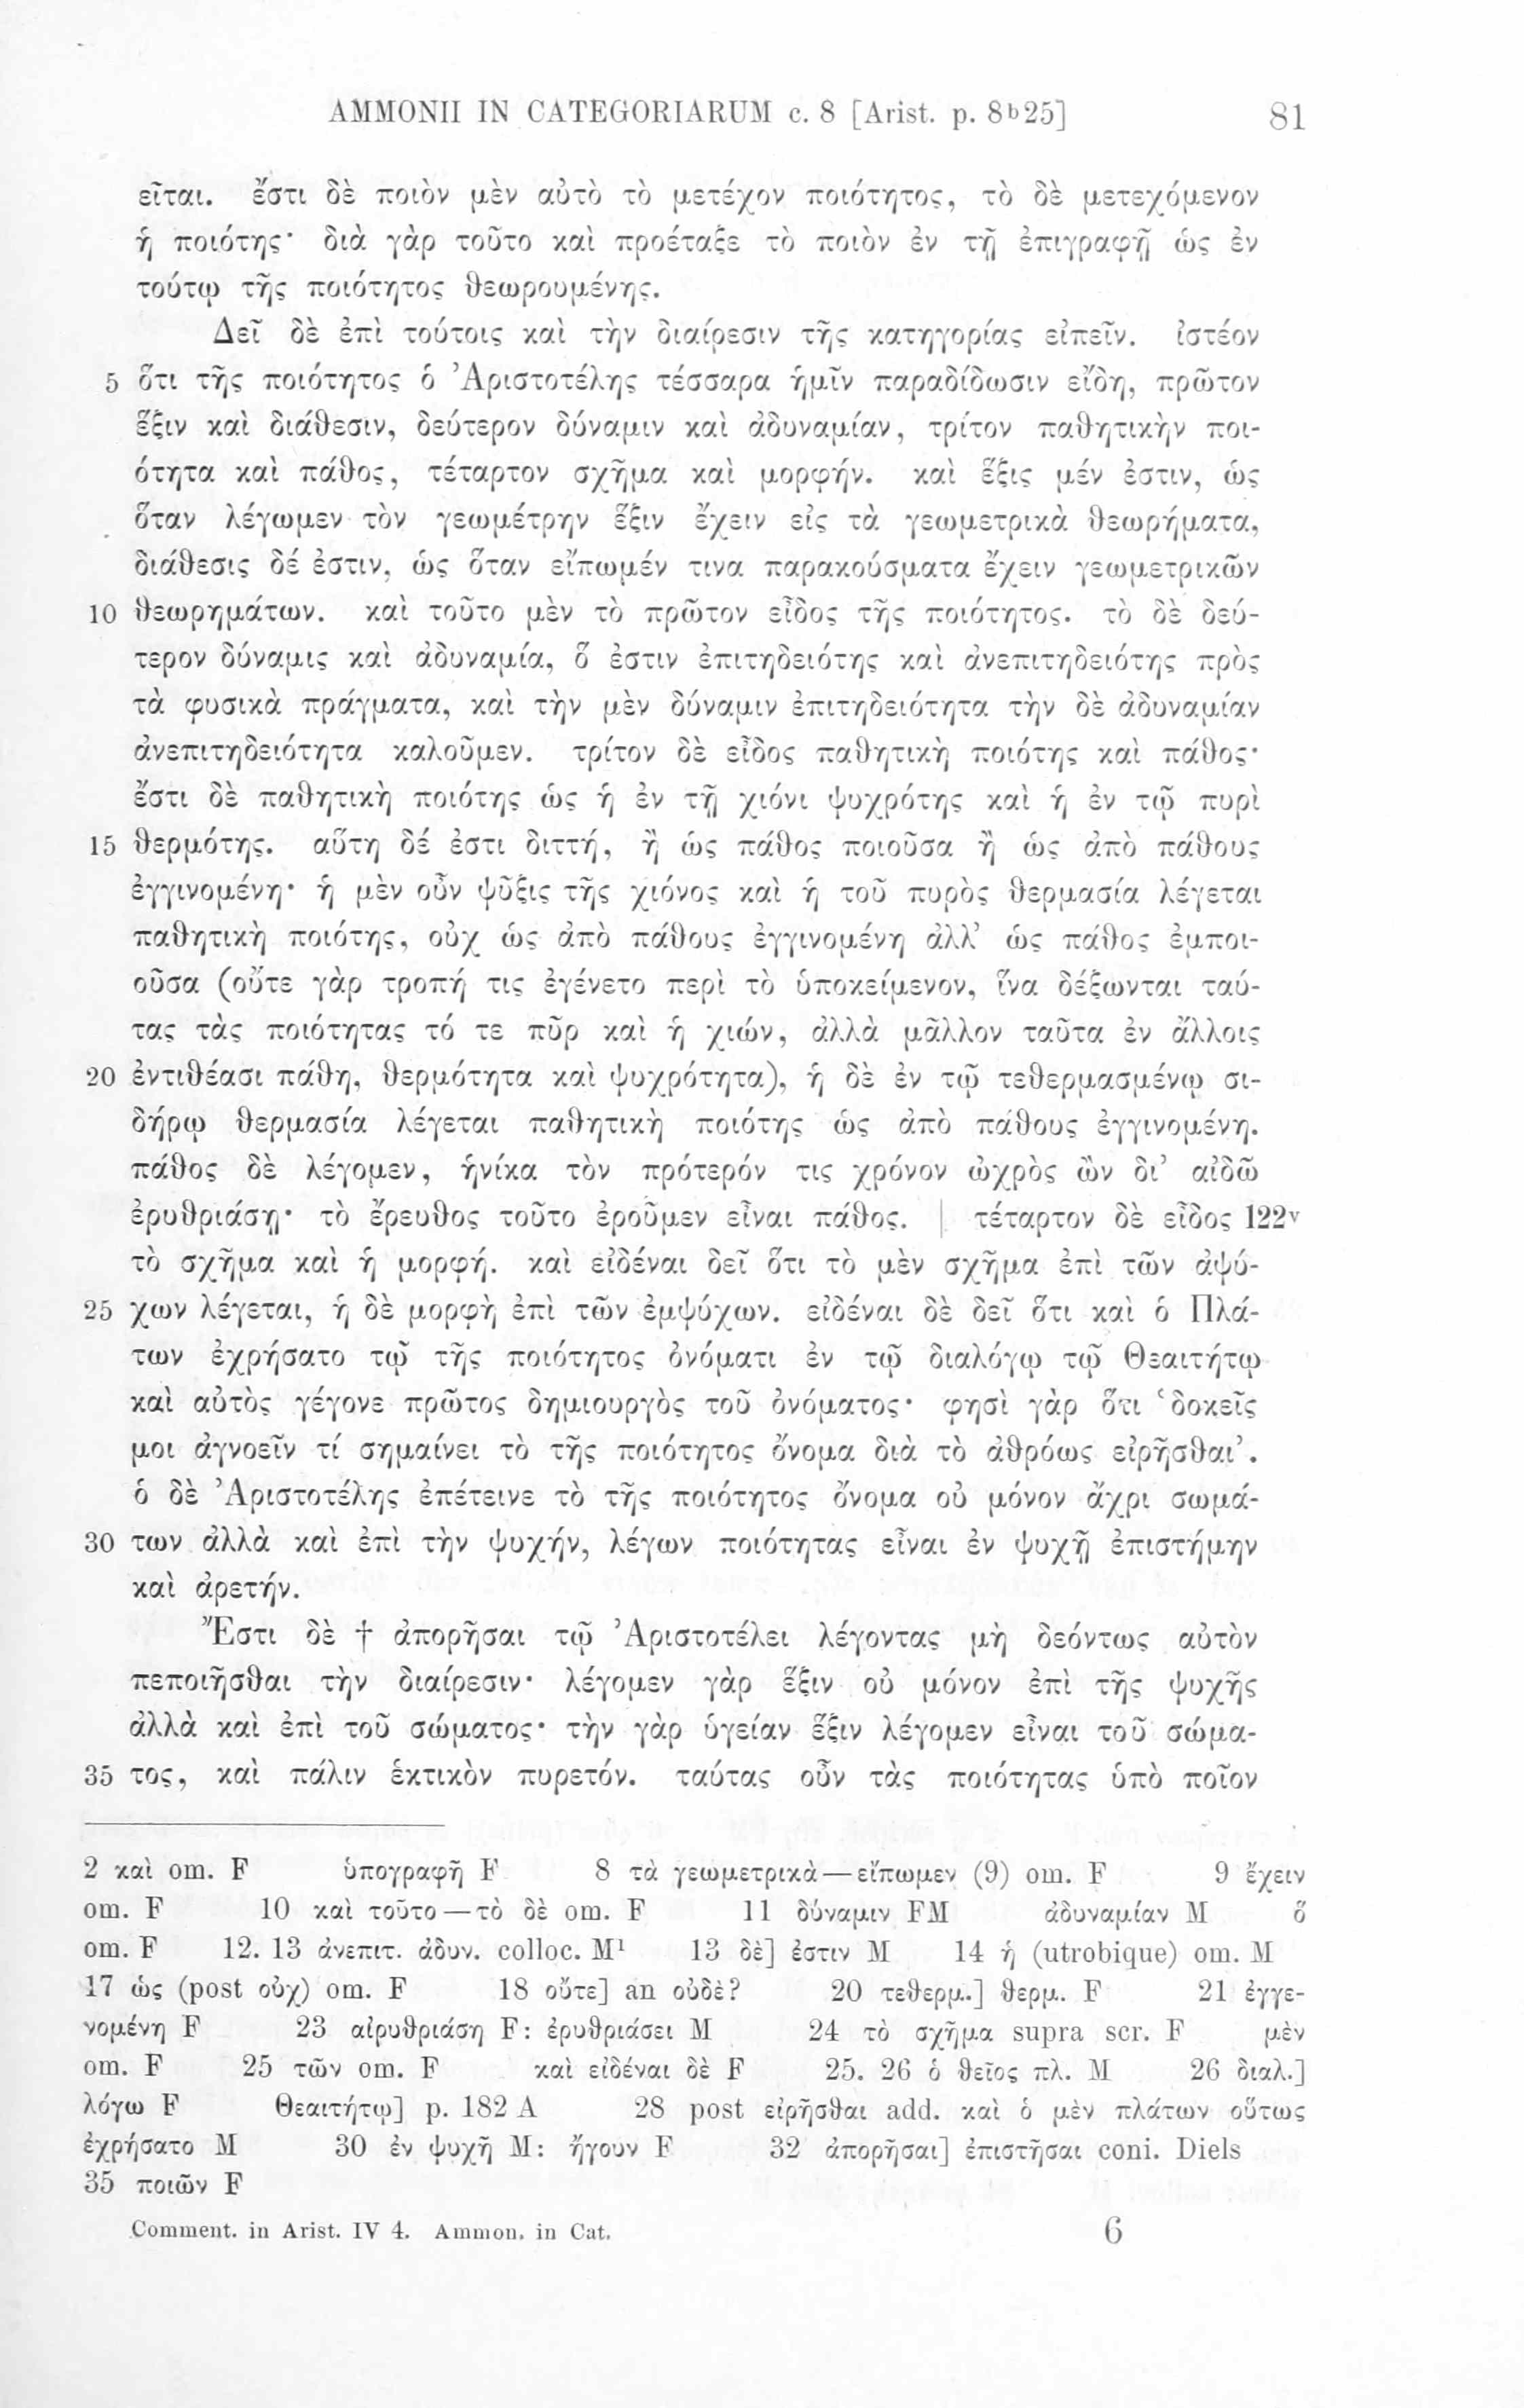 AMMONII IN CATEGORIARUM c. 8 [Arist. p. 8b25] 81
εῖται. ἔστι δὲ ποιὸν μὲν αὐτὸ τὸ μετέχον ποιότητος, τὸ δὲ μετεχόμενον
ἡ ποιότης· διὰ γὰρ τοῦτο καὶ προέταξε τὸ ποιὸν ἐν τῇ ἐπιγραφῇ ὡς ἐν
τούτῳ τῆς ποιότητος θεωρουμένης.
Δεῖ δὲ ἐπὶ τούτοις καὶ τὴν διαίρεσιν τῆς κατηγορίας εἰπεῖν. ἰστέον
5 ὅτι τῆς ποιότητος ὁ Ἀριστοτέλης τέσσαρα ἡμῖν παραδίδωσιν εἴδη, πρῶτον
ἕξιν καὶ διάθεσιν, δεύτερον δύναμιν καὶ ἀδυναμίαν, τρίτον παθητικὴν ποι-
ότητα καὶ πάθος, τέταρτον σχῆμα καὶ μορφήν. καὶ ἕξις μέν ἐστιν, ὡς
ὅταν λέγωμεν τὸν γεωμέτρην ἕξιν ἔχειν εἰς τὰ γεωμετρικὰ θεωρήματα,
διάθεσις δέ ἐστιν, ὡς ὅταν εἴπωμέν τινα παρακούσματα ἔχειν γεωμετρικῶν
10 θεωρημάτων. καὶ τοῦτο μὲν τὸ πρῶτον εἶδος τῆς ποιότητος. τὸ δὲ δεύ-
τερον δύναμις καὶ ἀδυναμία, ὅ ἐστιν ἐπιτηδειότης καὶ ἀνεπιτηδειότης πρὸς
τὰ φυσικὰ πράγματα, καὶ τὴν μὲν δύναμιν ἐπιτηδειότητα τὴν δὲ ἀδυναμίαν
ἀνεπιτηδειότητα καλοῦμεν. τρίτον δὲ εἶδος παθητικὴ ποιότης καὶ πάθος·
ἔστι δὲ παθητικὴ ποιότης ὡς ἡ ἐν τῇ χιόνι ψυχρότης καὶ ἡ ἐν τῷ πυρὶ
15 θερμότης. αὕτη δέ ἐστι διττή, ἢ ὡς πάθος ποιοῦσα ἢ ὡς ἀπὸ πάθους
ἐγγινομένη· ἡ μὲν οὖν ψῦξις τῆς χιόνος καὶ ἡ τοῦ πυρὸς θερμασία λέγεται
παθητικὴ ποιότης, οὐχ ὡς ἀπὸ πάθους ἐγγινομένη ἀλλ’ ὡς πάθος ἐμποι-
οῦσα (οὔτε γὰρ τροπή τις ἐγένετο περὶ τὸ ὑποκείμενον, ἵνα δέξωνται ταύ-
τας τὰς ποιότητας τό τε πῦρ καὶ ἡ χιών, ἀλλὰ μᾶλλον ταῦτα ἐν ἄλλοις
20 ἐντιθέασι πάθη, θερμότητα καὶ ψυχρότητα), ἡ δὲ ἐν τῷ τεθερμασμένῳ σι-
δήρῳ θερμασία λέγεται παθητικὴ ποιότης ὡς ἀπὸ πάθους ἐγγινομένη.
πάθος δὲ λέγομεν, ἡνίκα τὸν πρότερόν τις χρόνον ὠχρὸς ὢν δι’ αἰδῶ
ἐρυθριάσῃ· τὸ ἔρευθος τοῦτο ἐροῦμεν εἶναι πάθος. | τέταρτον δὲ εἶδος 122v
τὸ σχῆμα καὶ ἡ μορφή. καὶ εἰδέναι δεῖ ὅτι τὸ μὲν σχῆμα ἐπὶ τῶν ἀψύ-
25 χων λέγεται, ἡ δὲ μορφὴ ἐπὶ τῶν ἐμψύχων. εἰδέναι δὲ δεῖ ὅτι καὶ ὁ Πλά-
των ἐχρήσατο τῷ τῆς ποιότητος ὀνόματι ἐν τῷ διαλόγῳ τῷ Θεαιτήτῳ
καὶ αὐτὸς γέγονε πρῶτος δημιουργὸς τοῦ ὀνόματος· φησὶ γὰρ ὅτι ‘δοκεῖς
μοι ἀγνοεῖν τί σημαίνει τὸ τῆς ποιότητος ὄνομα διὰ τὸ ἀθρόως εἰρῆσθαι’.
ὁ δὲ Ἀριστοτέλης ἐπέτεινε τὸ τῆς ποιότητος ὄνομα οὐ μόνον ἄχρι σωμά-
30 των ἀλλὰ καὶ ἐπὶ τὴν ψυχήν, λέγων ποιότητας εἶναι ἐν ψυχῇ ἐπιστήμην
καὶ ἀρετήν.
Ἔστι δὲ † ἀπορῆσαι τῷ Ἀριστοτέλει λέγοντας μὴ δεόντως αὐτὸν
πεποιῆσθαι τὴν διαίρεσιν· λέγομεν γὰρ ἕξιν οὐ μόνον ἐπὶ τῆς ψυχῆς
ἀλλὰ καὶ ἐπὶ τοῦ σώματος· τὴν γὰρ ὑγείαν ἕξιν λέγομεν εἶναι τοῦ σώμα-
35 τος, καὶ πάλιν ἑκτικὸν πυρετόν. ταύτας οὖν τὰς ποιότητας ὑπὸ ποῖον
2 καὶ om. F ὑπογραφῇ F 8 τὰ γεωμετρικὰ—εἴπωμεν (9) om. F 9 ἔχειν
om. F 10 καὶ τοῦτο—τὸ δὲ om. F 11 δύναμιν FM ἀδυναμίαν M ὅ
om. F 12. 13 ἀνεπιτ. ἀδυν. colloc. M¹ 13 δὲ] ἐστιν M 14 ἡ (utrobique) om. M
17 ὡς (post οὐχ) om. F 18 οὔτε] an οὐδὲ? 20 τεθερμ.] θερμ. F 21 ἐγγε-
νομένη F 23 αἰρυθριάση F: ἐρυθριάσει M 24 τὸ σχῆμα supra scr. F μὲν
om. F 25 τῶν om. F καὶ εἰδέναι δὲ F 25. 26 ὁ θεῖος πλ. M 26 διαλ.]
λόγω F Θεαιτήτῳ] p. 182 A 28 post εἰρῆσθαι add. καὶ ὁ μὲν πλάτων οὕτως
ἐχρήσατο M 30 ἐν ψυχῇ M: ἤγουν F 32 ἀπορῆσαι] ἐπιστῆσαι coni. Diels
35 ποιῶν F
Comment. in Arist. IV 4. Ammon. in Cat. 6